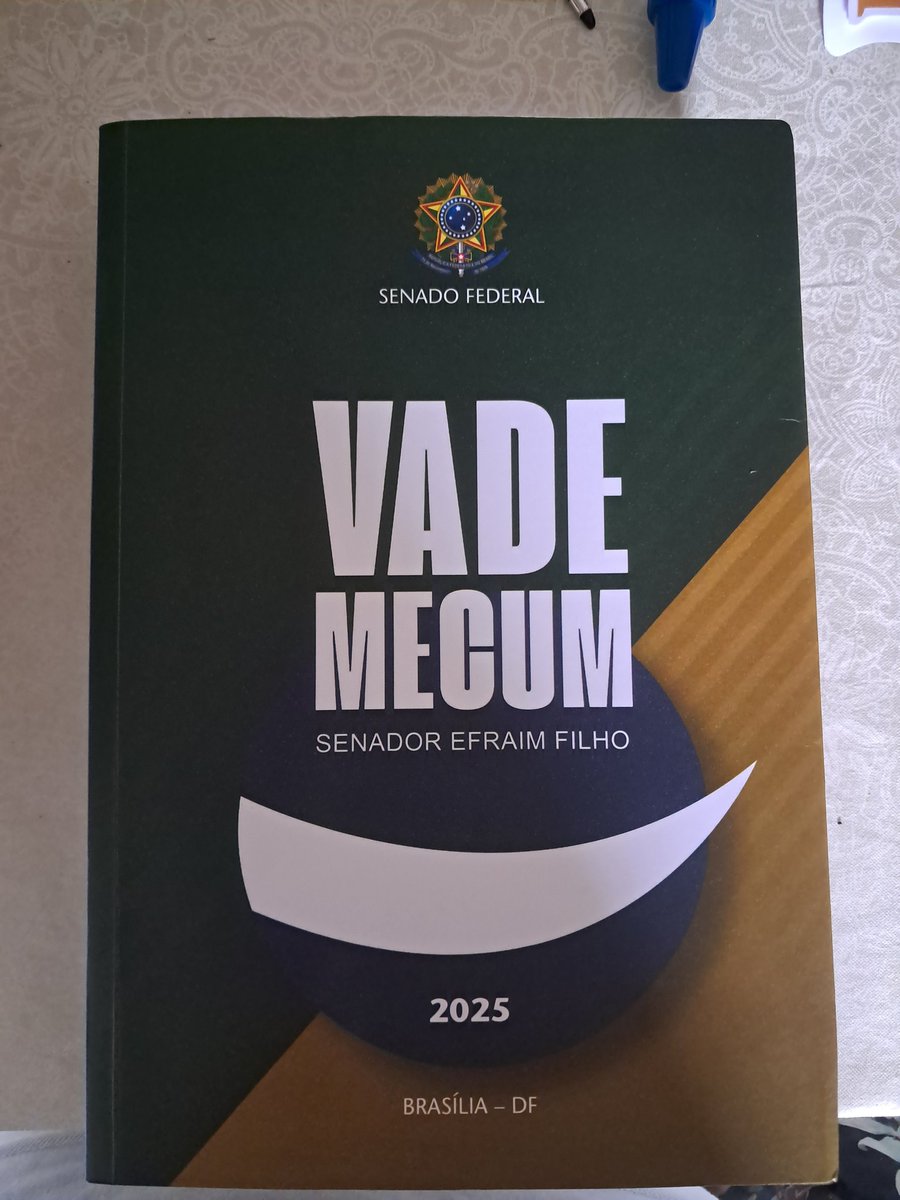 SENADO FEDERAL
VADE
MECUM
SENADOR EFRAIM FILHO
2025
BRASÍLIA – DF